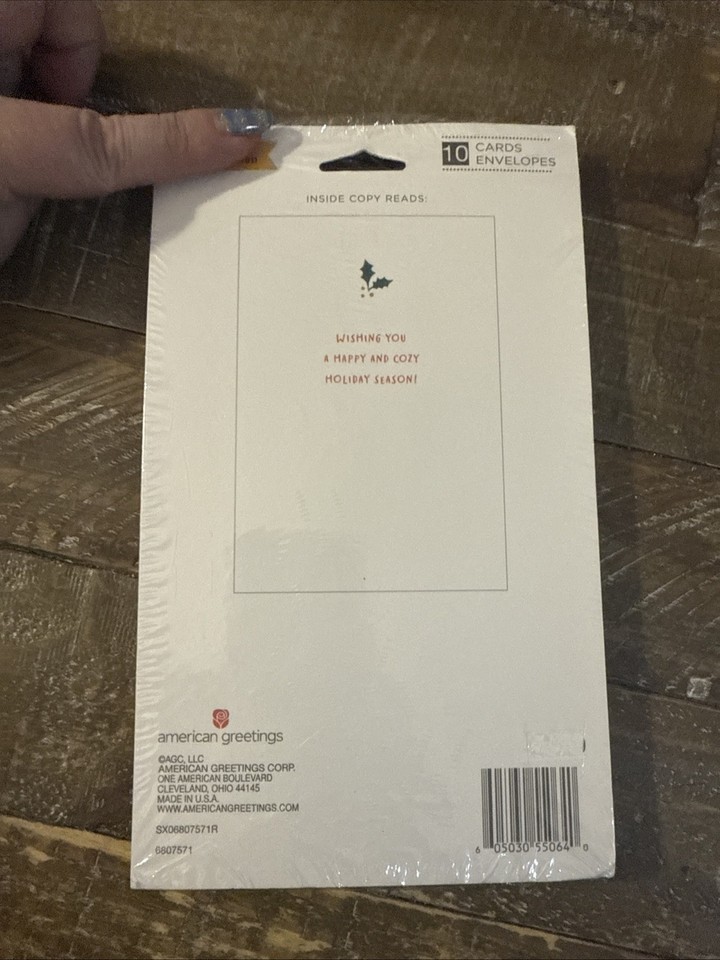 10 CARDS
ENVELOPES
INSIDE COPY READS:
WISHING YOU
A HAPPY AND COZY
HOLIDAY SEASON!
american greetings
©AGC, LLC
AMERICAN GREETINGS CORP.
ONE AMERICAN BOULEVARD
CLEVELAND, OHIO 44145
MADE IN U.S.A.
WWW.AMERICANGREETINGS.COM
SX06807571R
6807571
6 05030 55064 0